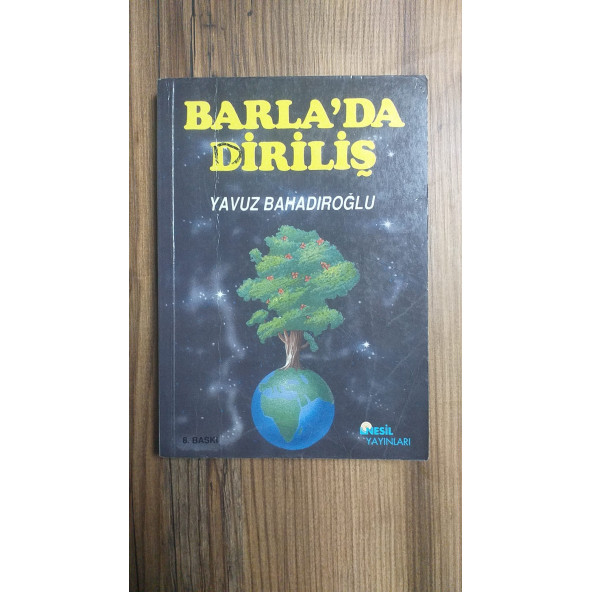 BARLA'DA
DİRİLİŞ
YAVUZ BAHADIROĞLU
8. BASKI
NESİL
YAYINLARI